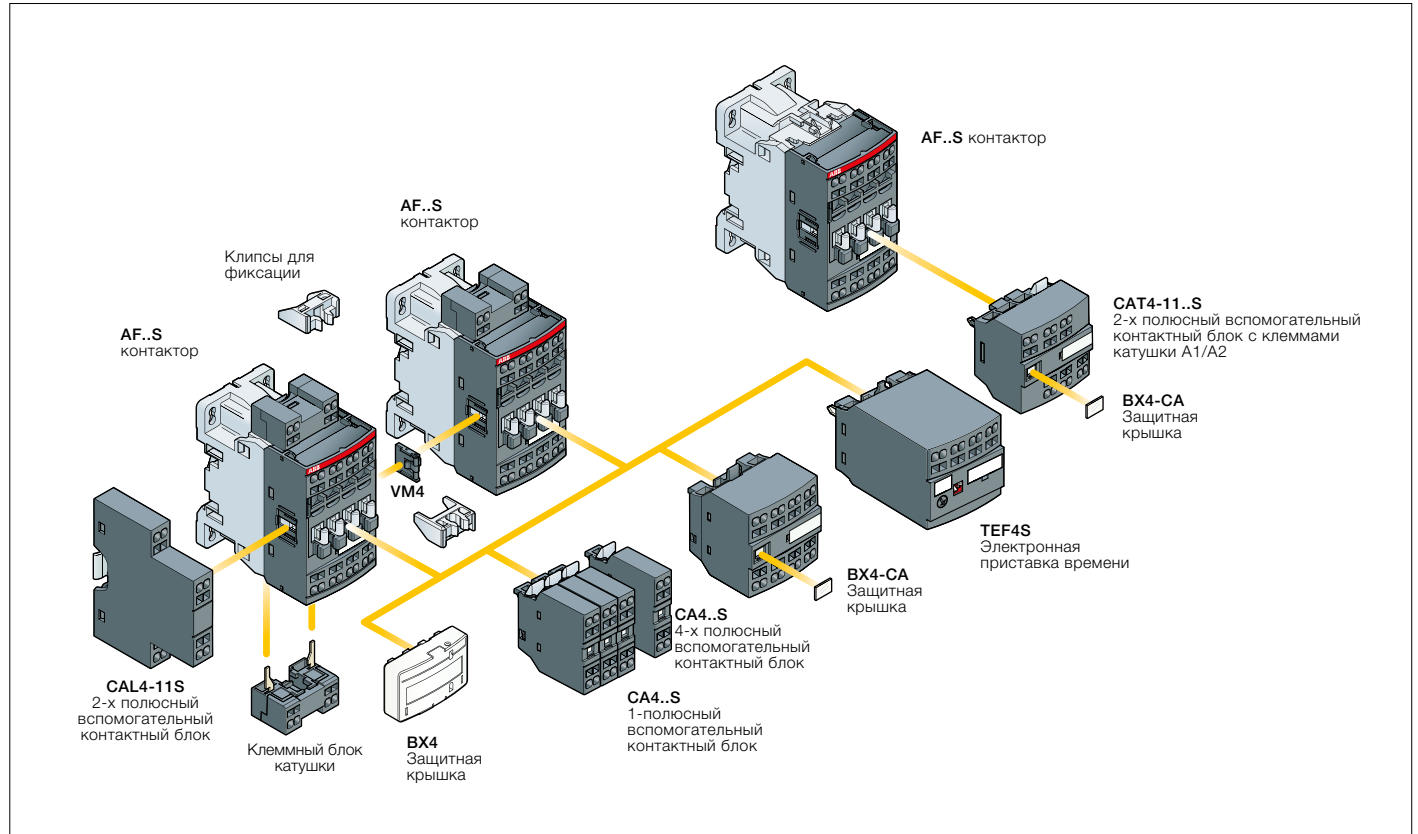 AF..S контактор
AF..S
контактор
Клипсы для
фиксации
AF..S
контактор
CAT4-11..S
2-х полюсный вспомогательный
контактный блок с клеммами
катушки A1/A2
BX4-CA
Защитная
крышка
VM4
TEF4S
Электронная
приставка времени
BX4-CA
Защитная
крышка
CA4..S
4-х полюсный
вспомогательный
контактный блок
CA4..S
1-полюсный
вспомогательный
контактный блок
CAL4-11S
2-х полюсный
вспомогательный
контактный блок
Клеммный блок
катушки
BX4
Защитная
крышка
ABB
ABB
ABB